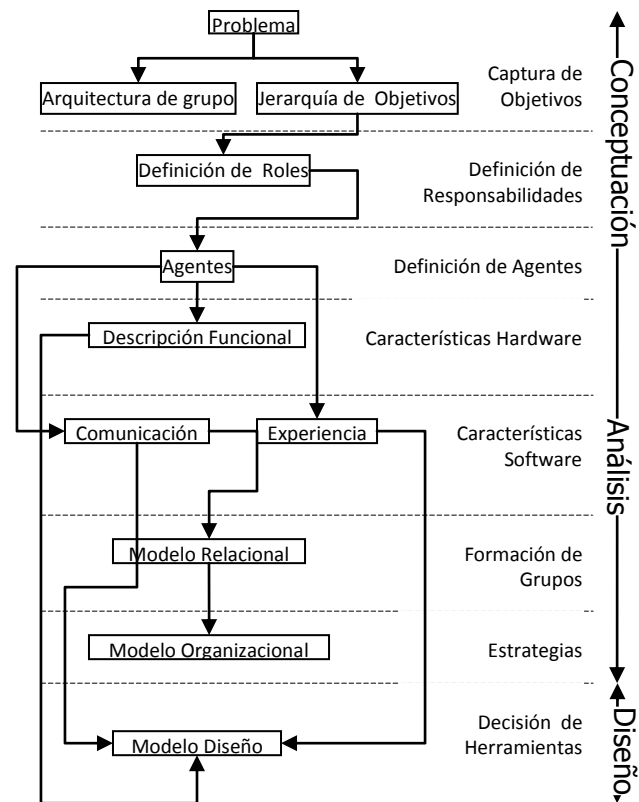 Problema
Arquitectura de grupo
Jerarquía de Objetivos
Captura de
Objetivos
Definición de Roles
Definición de
Responsabilidades
Agentes
Definición de Agentes
Descripción Funcional
Características Hardware
Comunicación
Experiencia
Características
Software
Modelo Relacional
Formación de
Grupos
Modelo Organizacional
Estrategias
Modelo Diseño
Decisión de
Herramientas
Conceptuación
Análisis
Diseño